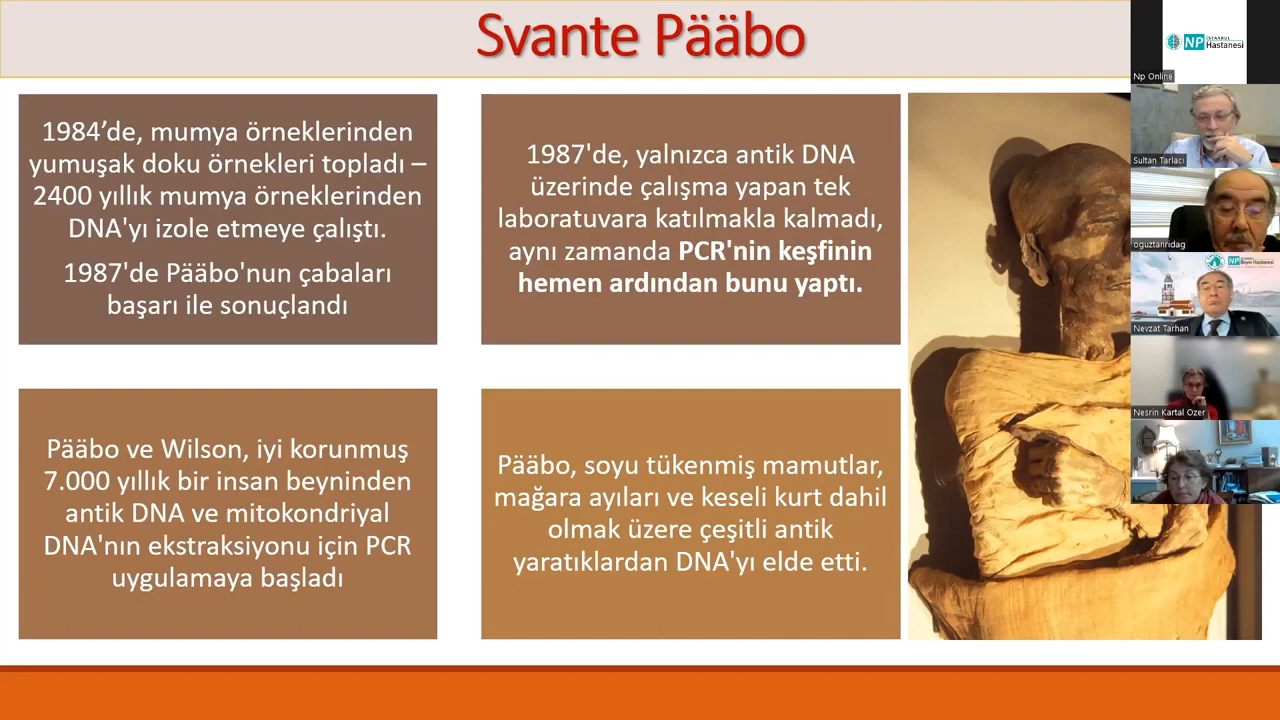 Svante Pääbo
1984’de, mumya örneklerinden
yumuşak doku örnekleri topladı –
2400 yıllık mumya örneklerinden
DNA'yı izole etmeye çalıştı.
1987'de Pääbo'nun çabaları
başarı ile sonuçlandı
1987'de, yalnızca antik DNA
üzerinde çalışma yapan tek
laboratuvara katılmakla kalmadı,
aynı zamanda PCR'nin keşfinin
hemen ardından bunu yaptı.
Pääbo ve Wilson, iyi korunmuş
7.000 yıllık bir insan beyninden
antik DNA ve mitokondriyal
DNA'nın ekstraksiyonu için PCR
uygulamaya başladı
Pääbo, soyu tükenmiş mamutlar,
mağara ayıları ve keseli kurt dahil
olmak üzere çeşitli antik
yaratıklardan DNA'yı elde etti.
NP İSTANBUL
Hastanesi
Np Online
Sultan Tarlacı
oguztanridag
NP
Beyin Hastanesi
Nevzat Tarhan
Nesrin Kartal Ozer